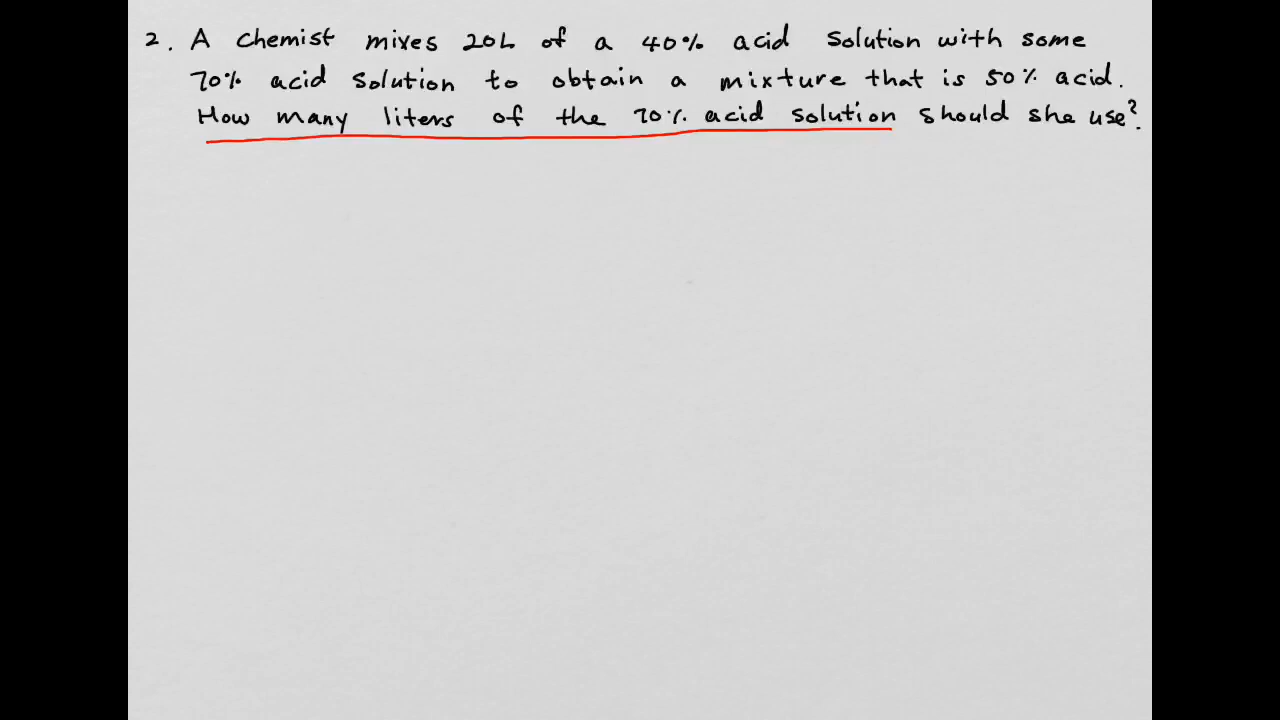 2. A chemist mixes 20L of a 40% acid solution with some
70% acid solution to obtain a mixture that is 50% acid.
How many liters of the 70% acid solution should she use?